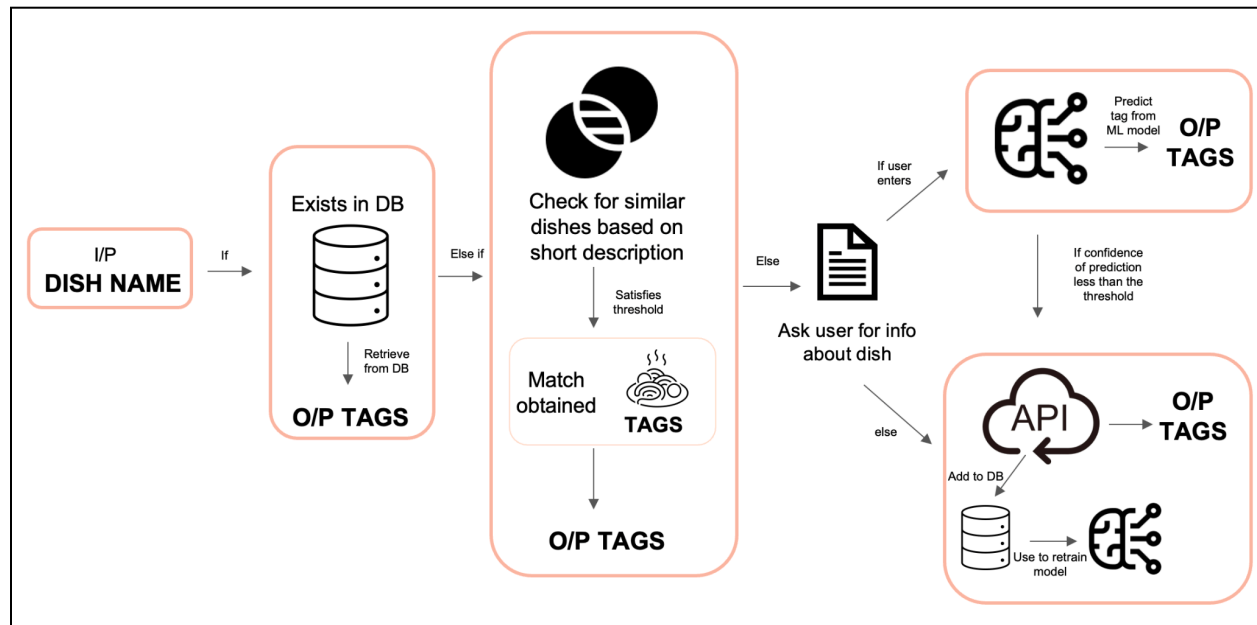 I/P
DISH NAME
If
Exists in DB
Retrieve
from DB
O/P TAGS
Else if
Check for similar
dishes based on
short description
Satisfies
threshold
Match
obtained
TAGS
O/P TAGS
Else
Ask user for info
about dish
If user
enters
Predict
tag from
ML model
O/P
TAGS
If confidence
of prediction
less than the
threshold
else
API
O/P
TAGS
Add to DB
Use to retrain
model